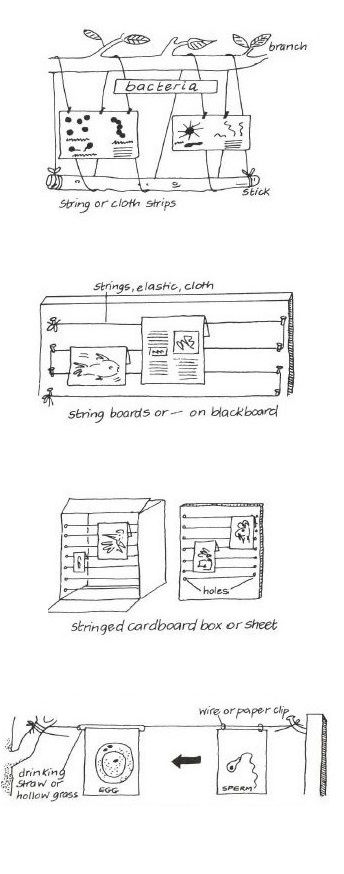 branch
bacteria
stick
string or cloth strips
strings, elastic, cloth
string boards or - on blackboard
holes
stringed cardboard box or sheet
wire or paper clip
drinking
straw or
hollow grass
EGG
SPERM